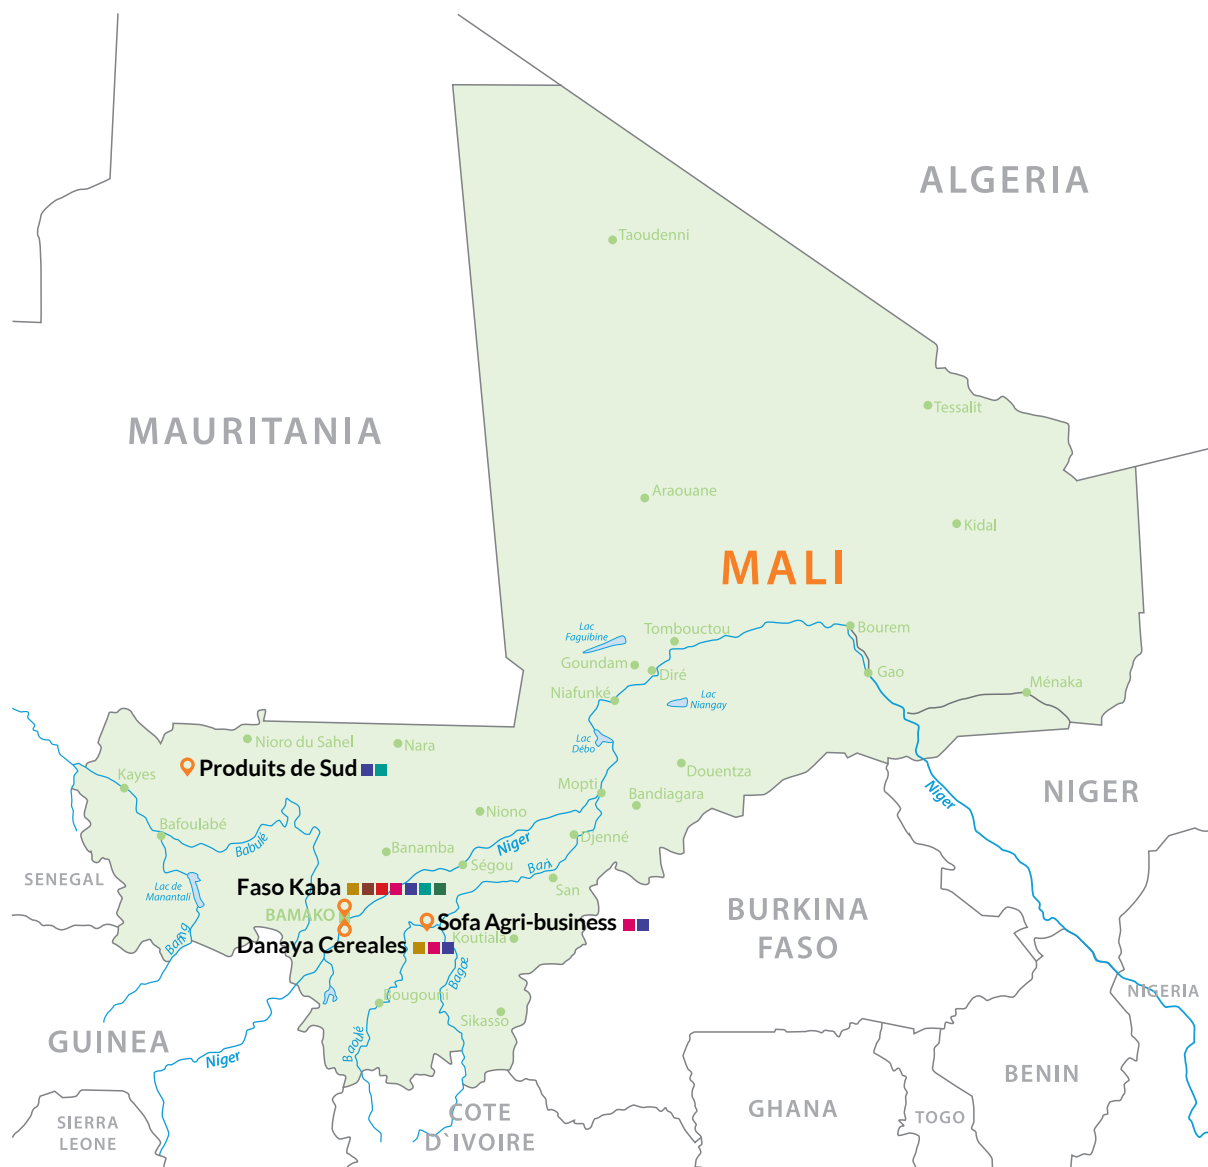 ALGERIA
Taoudenni
Tessalit
MAURITANIA
Araouane
Kidal
MALI
Lac
Faguibine
Tombouctou
Bourem
Goundam
Diré
Gao
Niafunké
Lac
Niangay
Ménaka
Nioro du Sahel
Nara
Lac
Débo
Produits de Sud
Kayes
Douentza
Mopti
Bandiagara
Niger
NIGER
Niono
Bafoulabé
Babulé
Banamba
Niger
Djenné
Ségou
Bani
SENEGAL
Lac de
Manantali
Faso Kaba
San
BAMAKO
Sofa Agri-business
BURKINA
FASO
Bafing
Danaya Cereales
Koutiala
Bagoe
Bougouni
NIGERIA
Sikasso
GUINEA
Niger
Baoulé
BENIN
SIERRA
LEONE
COTE
D`IVOIRE
GHANA
TOGO